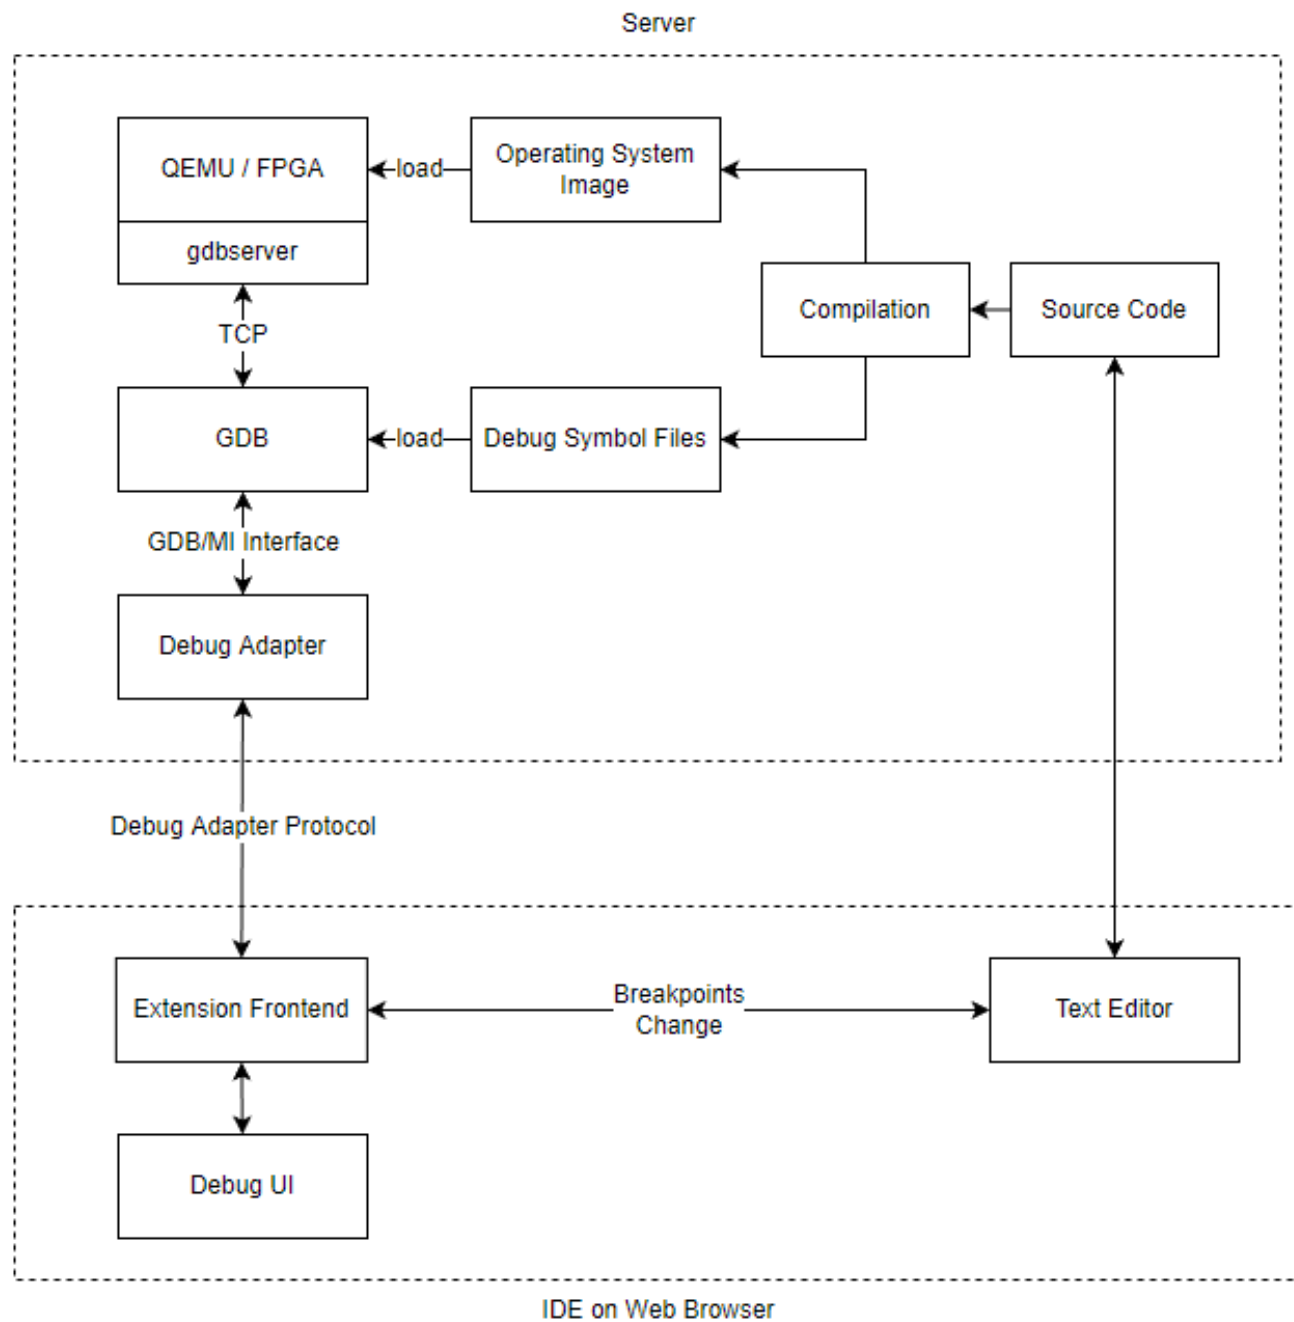 Server
QEMU / FPGA
load
Operating System
Image
gdbserver
Compilation
Source Code
TCP
GDB
load
Debug Symbol Files
GDB/MI Interface
Debug Adapter
Debug Adapter Protocol
Extension Frontend
Breakpoints
Change
Text Editor
Debug UI
IDE on Web Browser